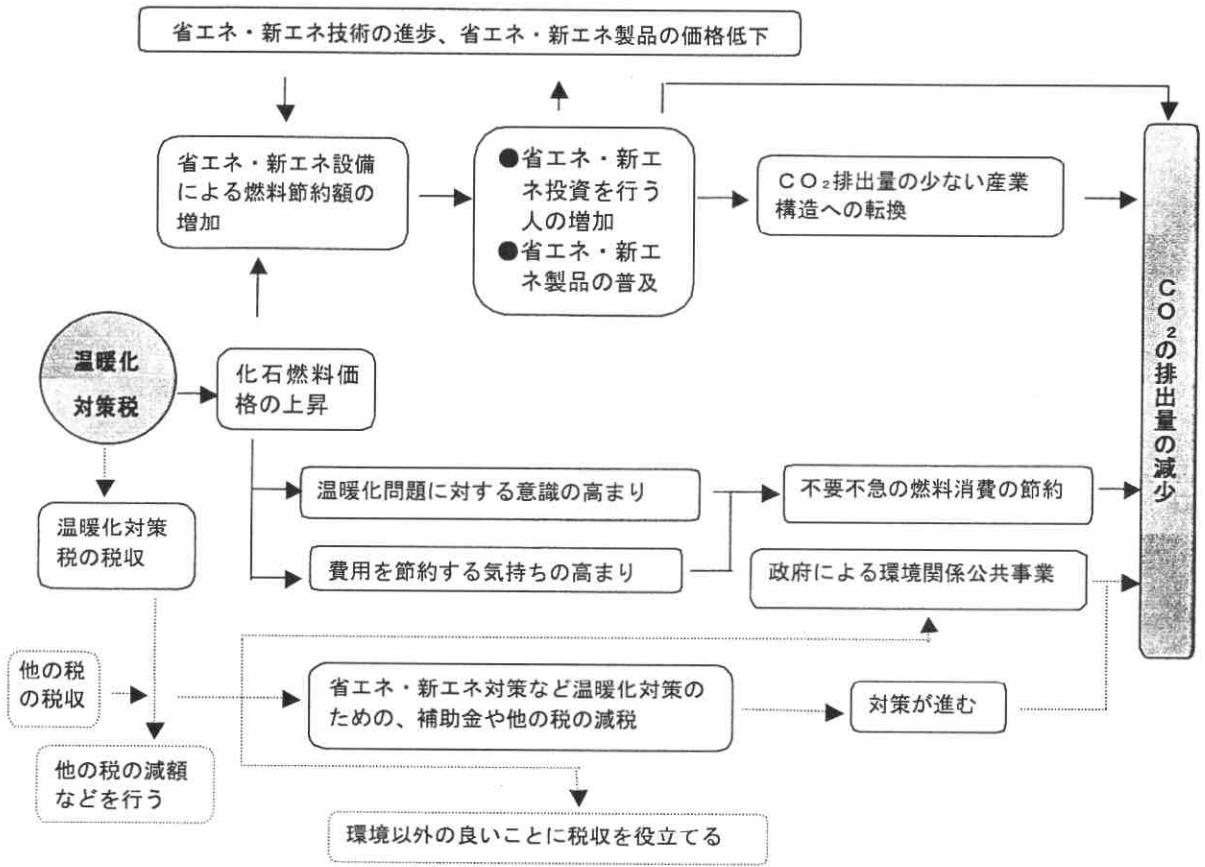 省エネ・新エネ技術の進歩、省エネ・新エネ製品の価格低下
省エネ・新エネ設備
による燃料節約額の
増加
●省エネ・新エ
ネ投資を行う
人の増加
●省エネ・新エ
ネ製品の普及
CO₂排出量の少ない産業
構造への転換
CO₂の排出量の減少
温暖化
対策税
化石燃料価
格の上昇
温暖化問題に対する意識の高まり
不要不急の燃料消費の節約
温暖化対策
税の税収
費用を節約する気持ちの高まり
政府による環境関係公共事業
他の税
の税収
省エネ・新エネ対策など温暖化対策の
ための、補助金や他の税の減税
対策が進む
他の税の減額
などを行う
環境以外の良いことに税収を役立てる